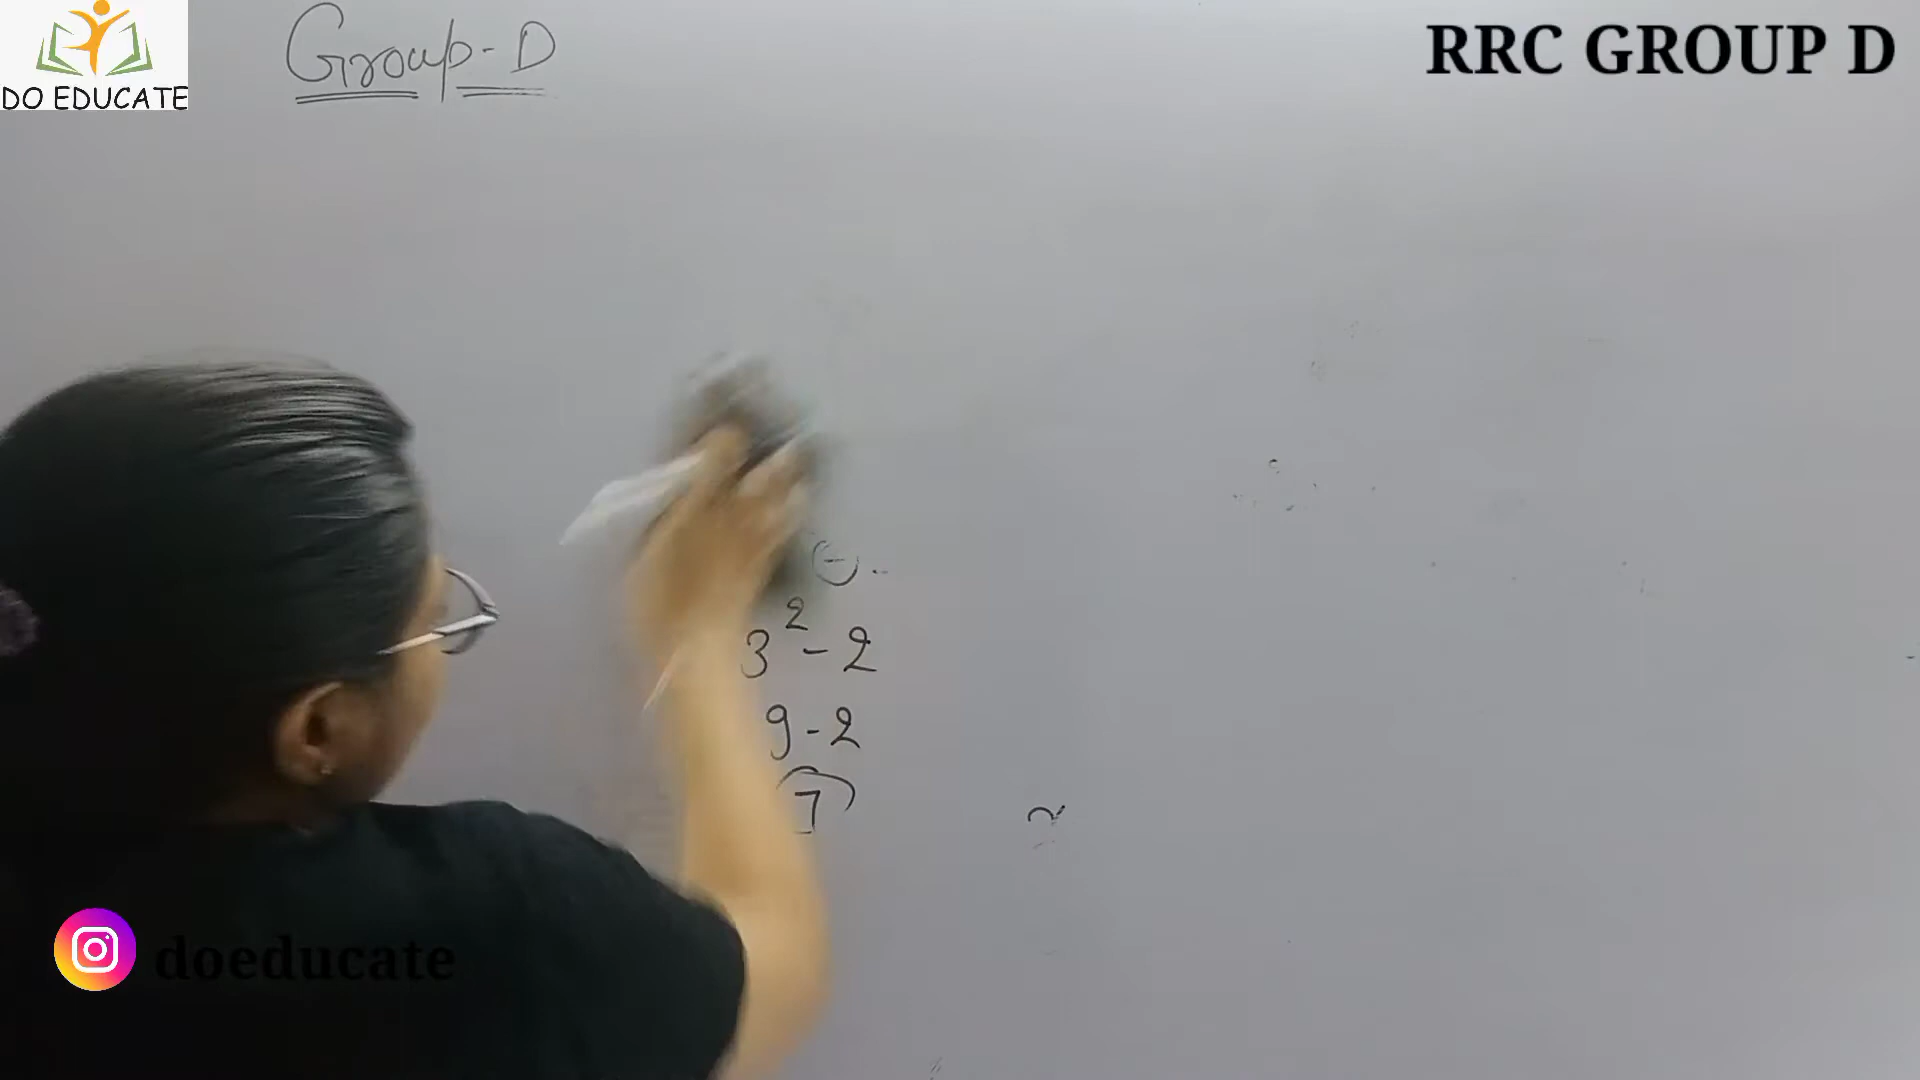 DO EDUCATE
Group-D
RRC GROUP D
3² - 2
9 - 2
7
doeducate